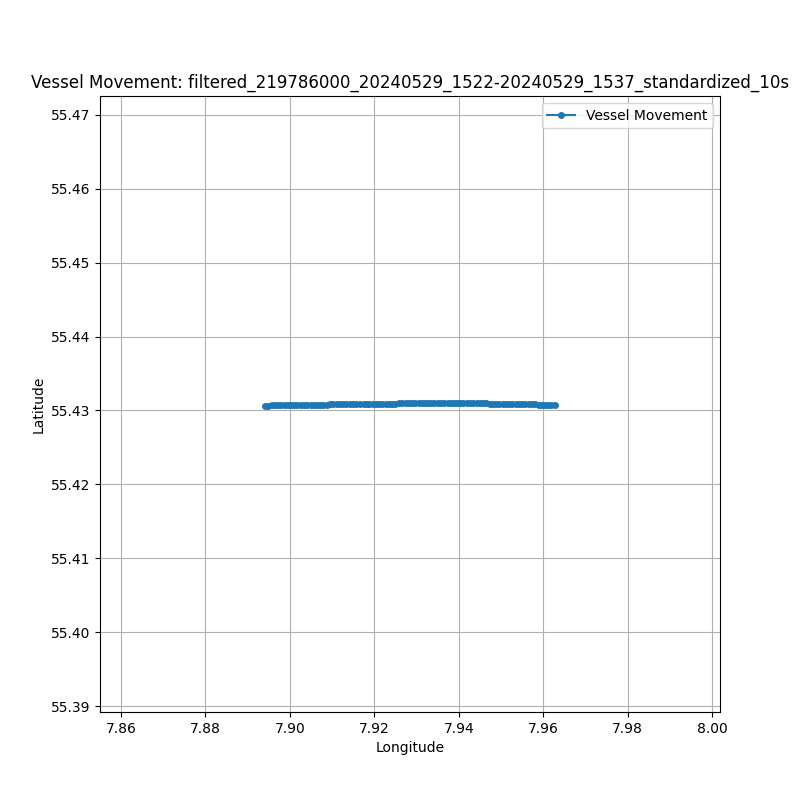 Vessel Movement: filtered_219786000_20240529_1522-20240529_1537_standardized_10s
Vessel Movement
55.47
55.46
55.45
55.44
55.43
55.42
55.41
55.40
55.39
Latitude
7.86 7.88 7.90 7.92 7.94 7.96 7.98 8.00
Longitude